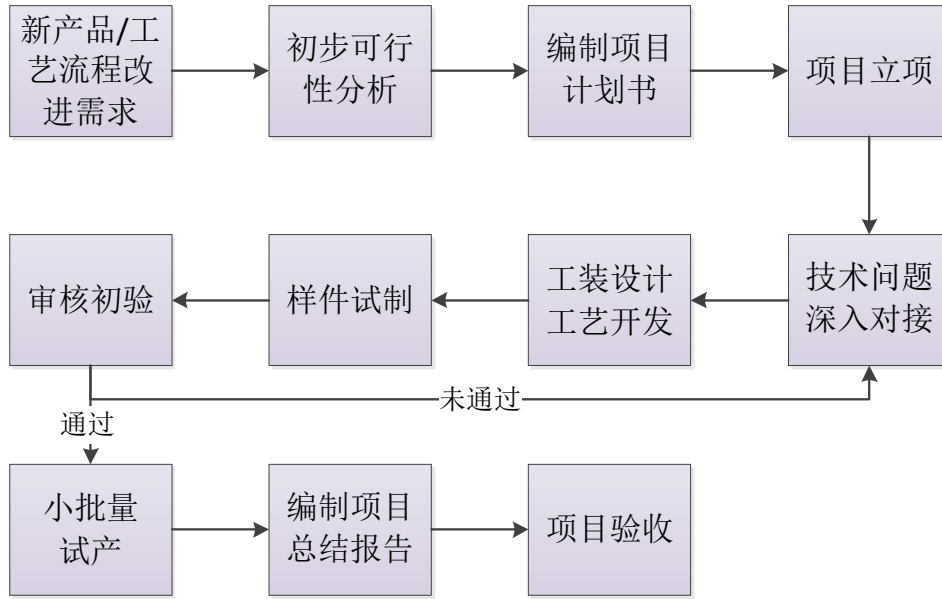 新产品/工
艺流程改
进需求
初步可行
性分析
编制项目
计划书
项目立项
技术问题
深入对接
工装设计
工艺开发
样件试制
审核初验
未通过
通过
小批量
试产
编制项目
总结报告
项目验收